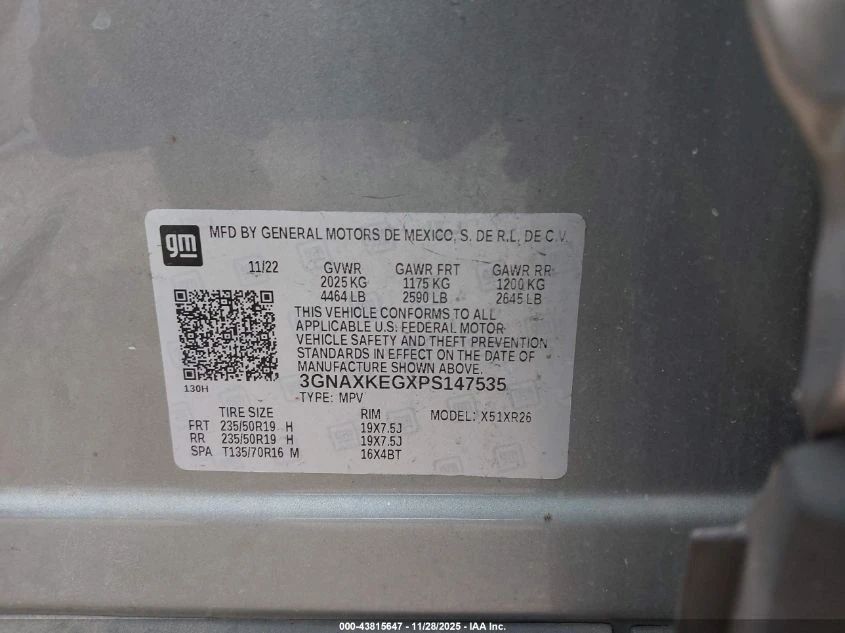 gm
MFD BY GENERAL MOTORS DE MEXICO, S. DE R.L. DE C.V.
11/22 GVWR GAWR FRT GAWR RR
2025 KG 1175 KG 1200 KG
4464 LB 2590 LB 2645 LB
THIS VEHICLE CONFORMS TO ALL
APPLICABLE U.S. FEDERAL MOTOR
VEHICLE SAFETY AND THEFT PREVENTION
STANDARDS IN EFFECT ON THE DATE OF
MANUFACTURE SHOWN ABOVE.
130H
3GNAXKEGXPS147535
TYPE: MPV
TIRE SIZE RIM MODEL: X51XR26
FRT 235/50R19 H 19X7.5J
RR 235/50R19 H 19X7.5J
SPA T135/70R16 M 16X4BT
000-43815647 - 11/28/2025 - IAA Inc.